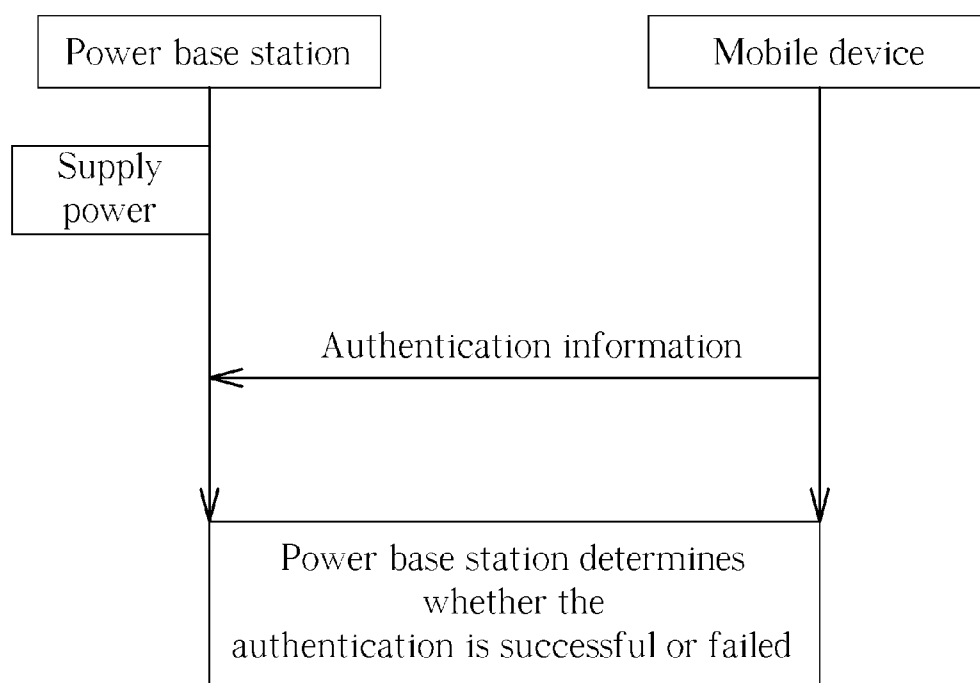 Power base station
Mobile device
Supply
power
Authentication information
Power base station determines
whether the
authentication is successful or failed